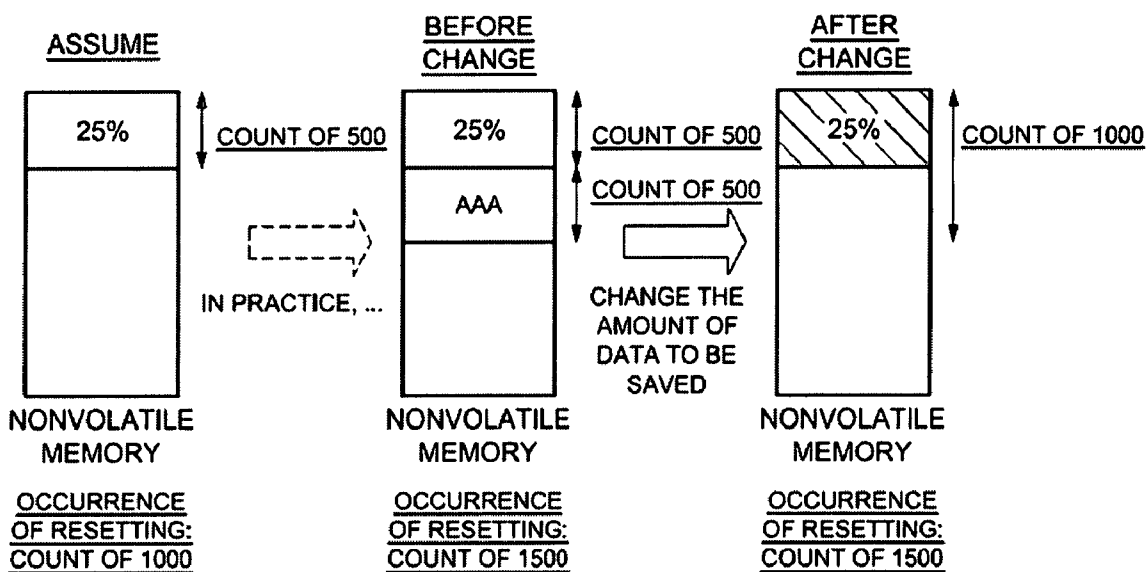 ASSUME
25%
COUNT OF 500
IN PRACTICE, ...
NONVOLATILE
MEMORY
OCCURRENCE
OF RESETTING:
COUNT OF 1000
BEFORE
CHANGE
25%
COUNT OF 500
AAA
COUNT OF 500
CHANGE THE
AMOUNT OF
DATA TO BE
SAVED
NONVOLATILE
MEMORY
OCCURRENCE
OF RESETTING:
COUNT OF 1500
AFTER
CHANGE
25%
COUNT OF 1000
NONVOLATILE
MEMORY
OCCURRENCE
OF RESETTING:
COUNT OF 1500